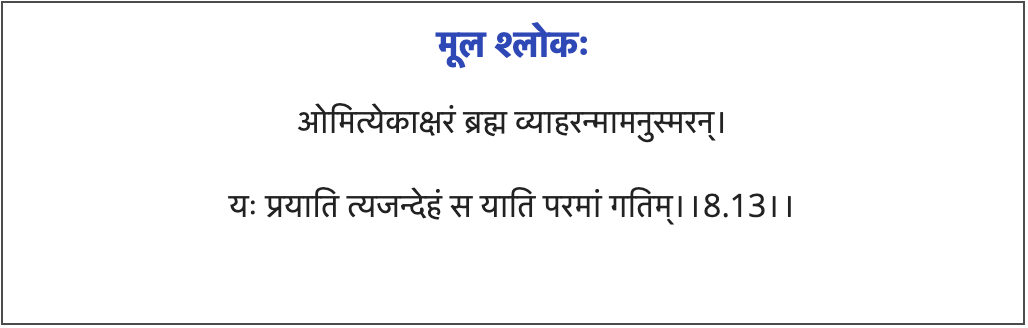 मूल श्लोकः
ओमित्येकाक्षरं ब्रह्म व्याहरन्मामनुस्मरन्।
यः प्रयाति त्यजन्देहं स याति परमां गतिम्।।8.13।।